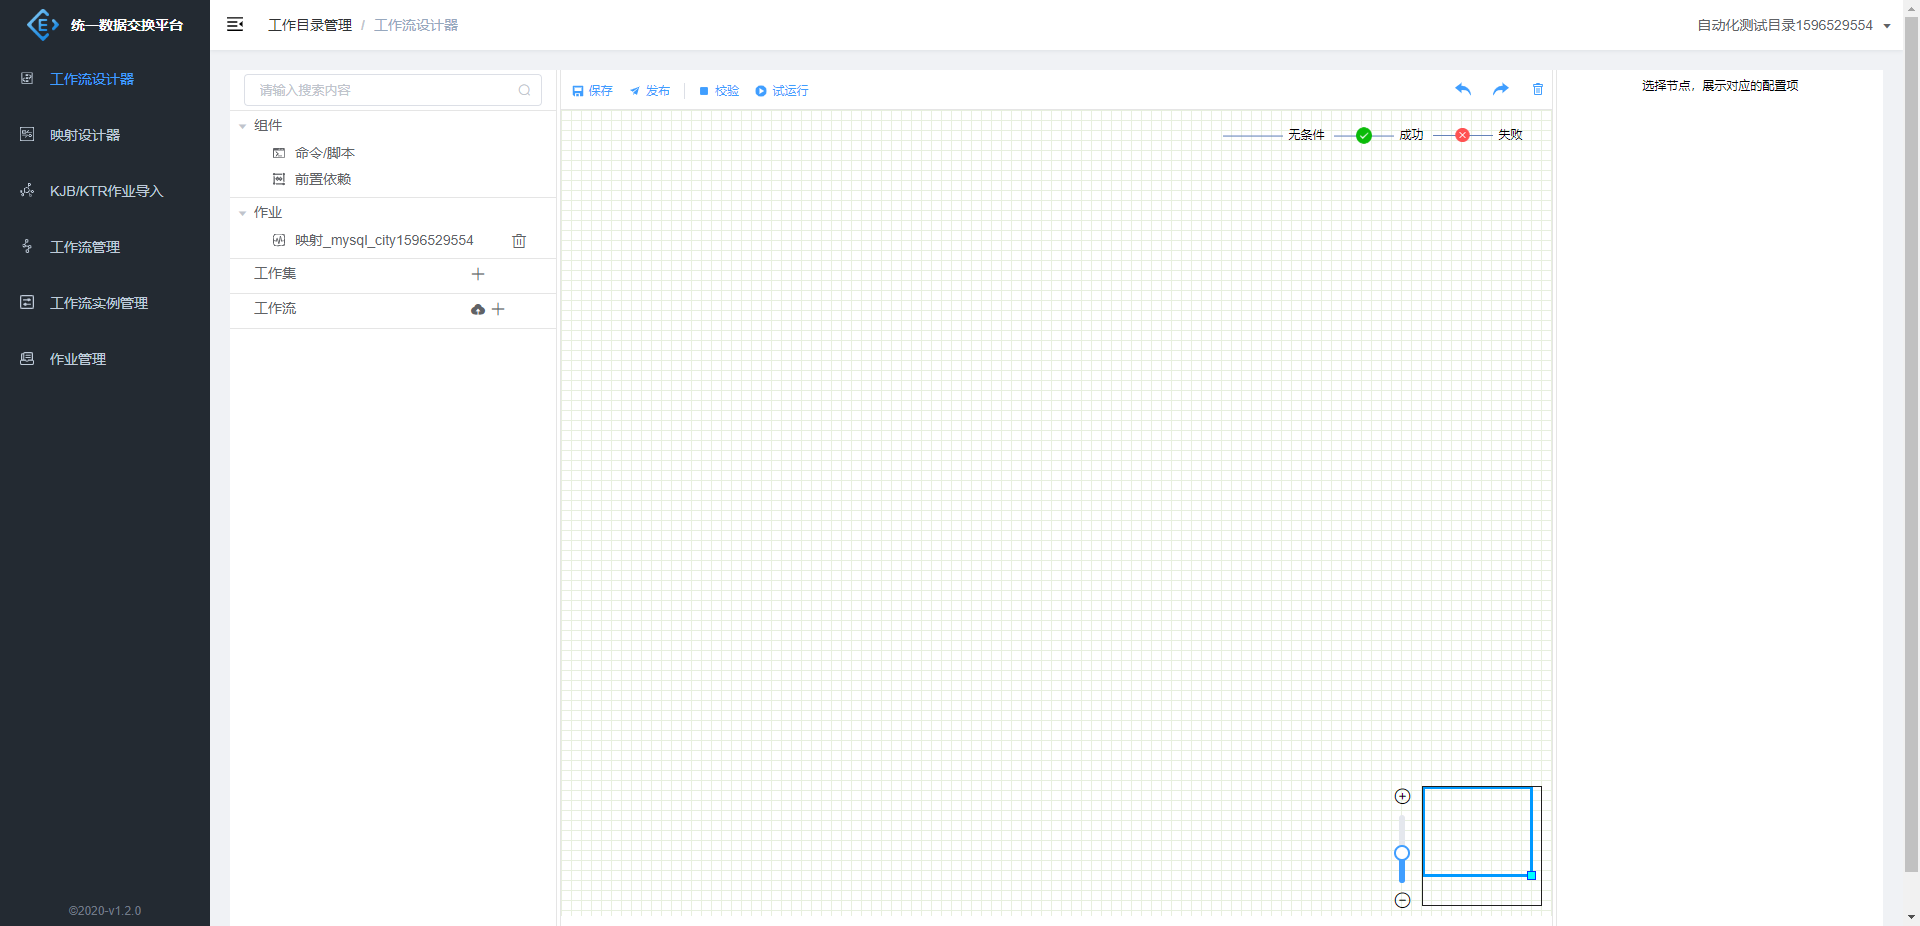 统一数据交换平台
工作目录管理 / 工作流设计器
自动化测试目录1596529554
工作流设计器
映射设计器
KJB/KTR作业导入
工作流管理
工作流实例管理
作业管理
©2020-v1.2.0
请输入搜索内容
组件
命令/脚本
前置依赖
作业
映射_mysql_city1596529554
工作集
工作流
保存 发布 校验 试运行
无条件 成功 失败
选择节点，展示对应的配置项